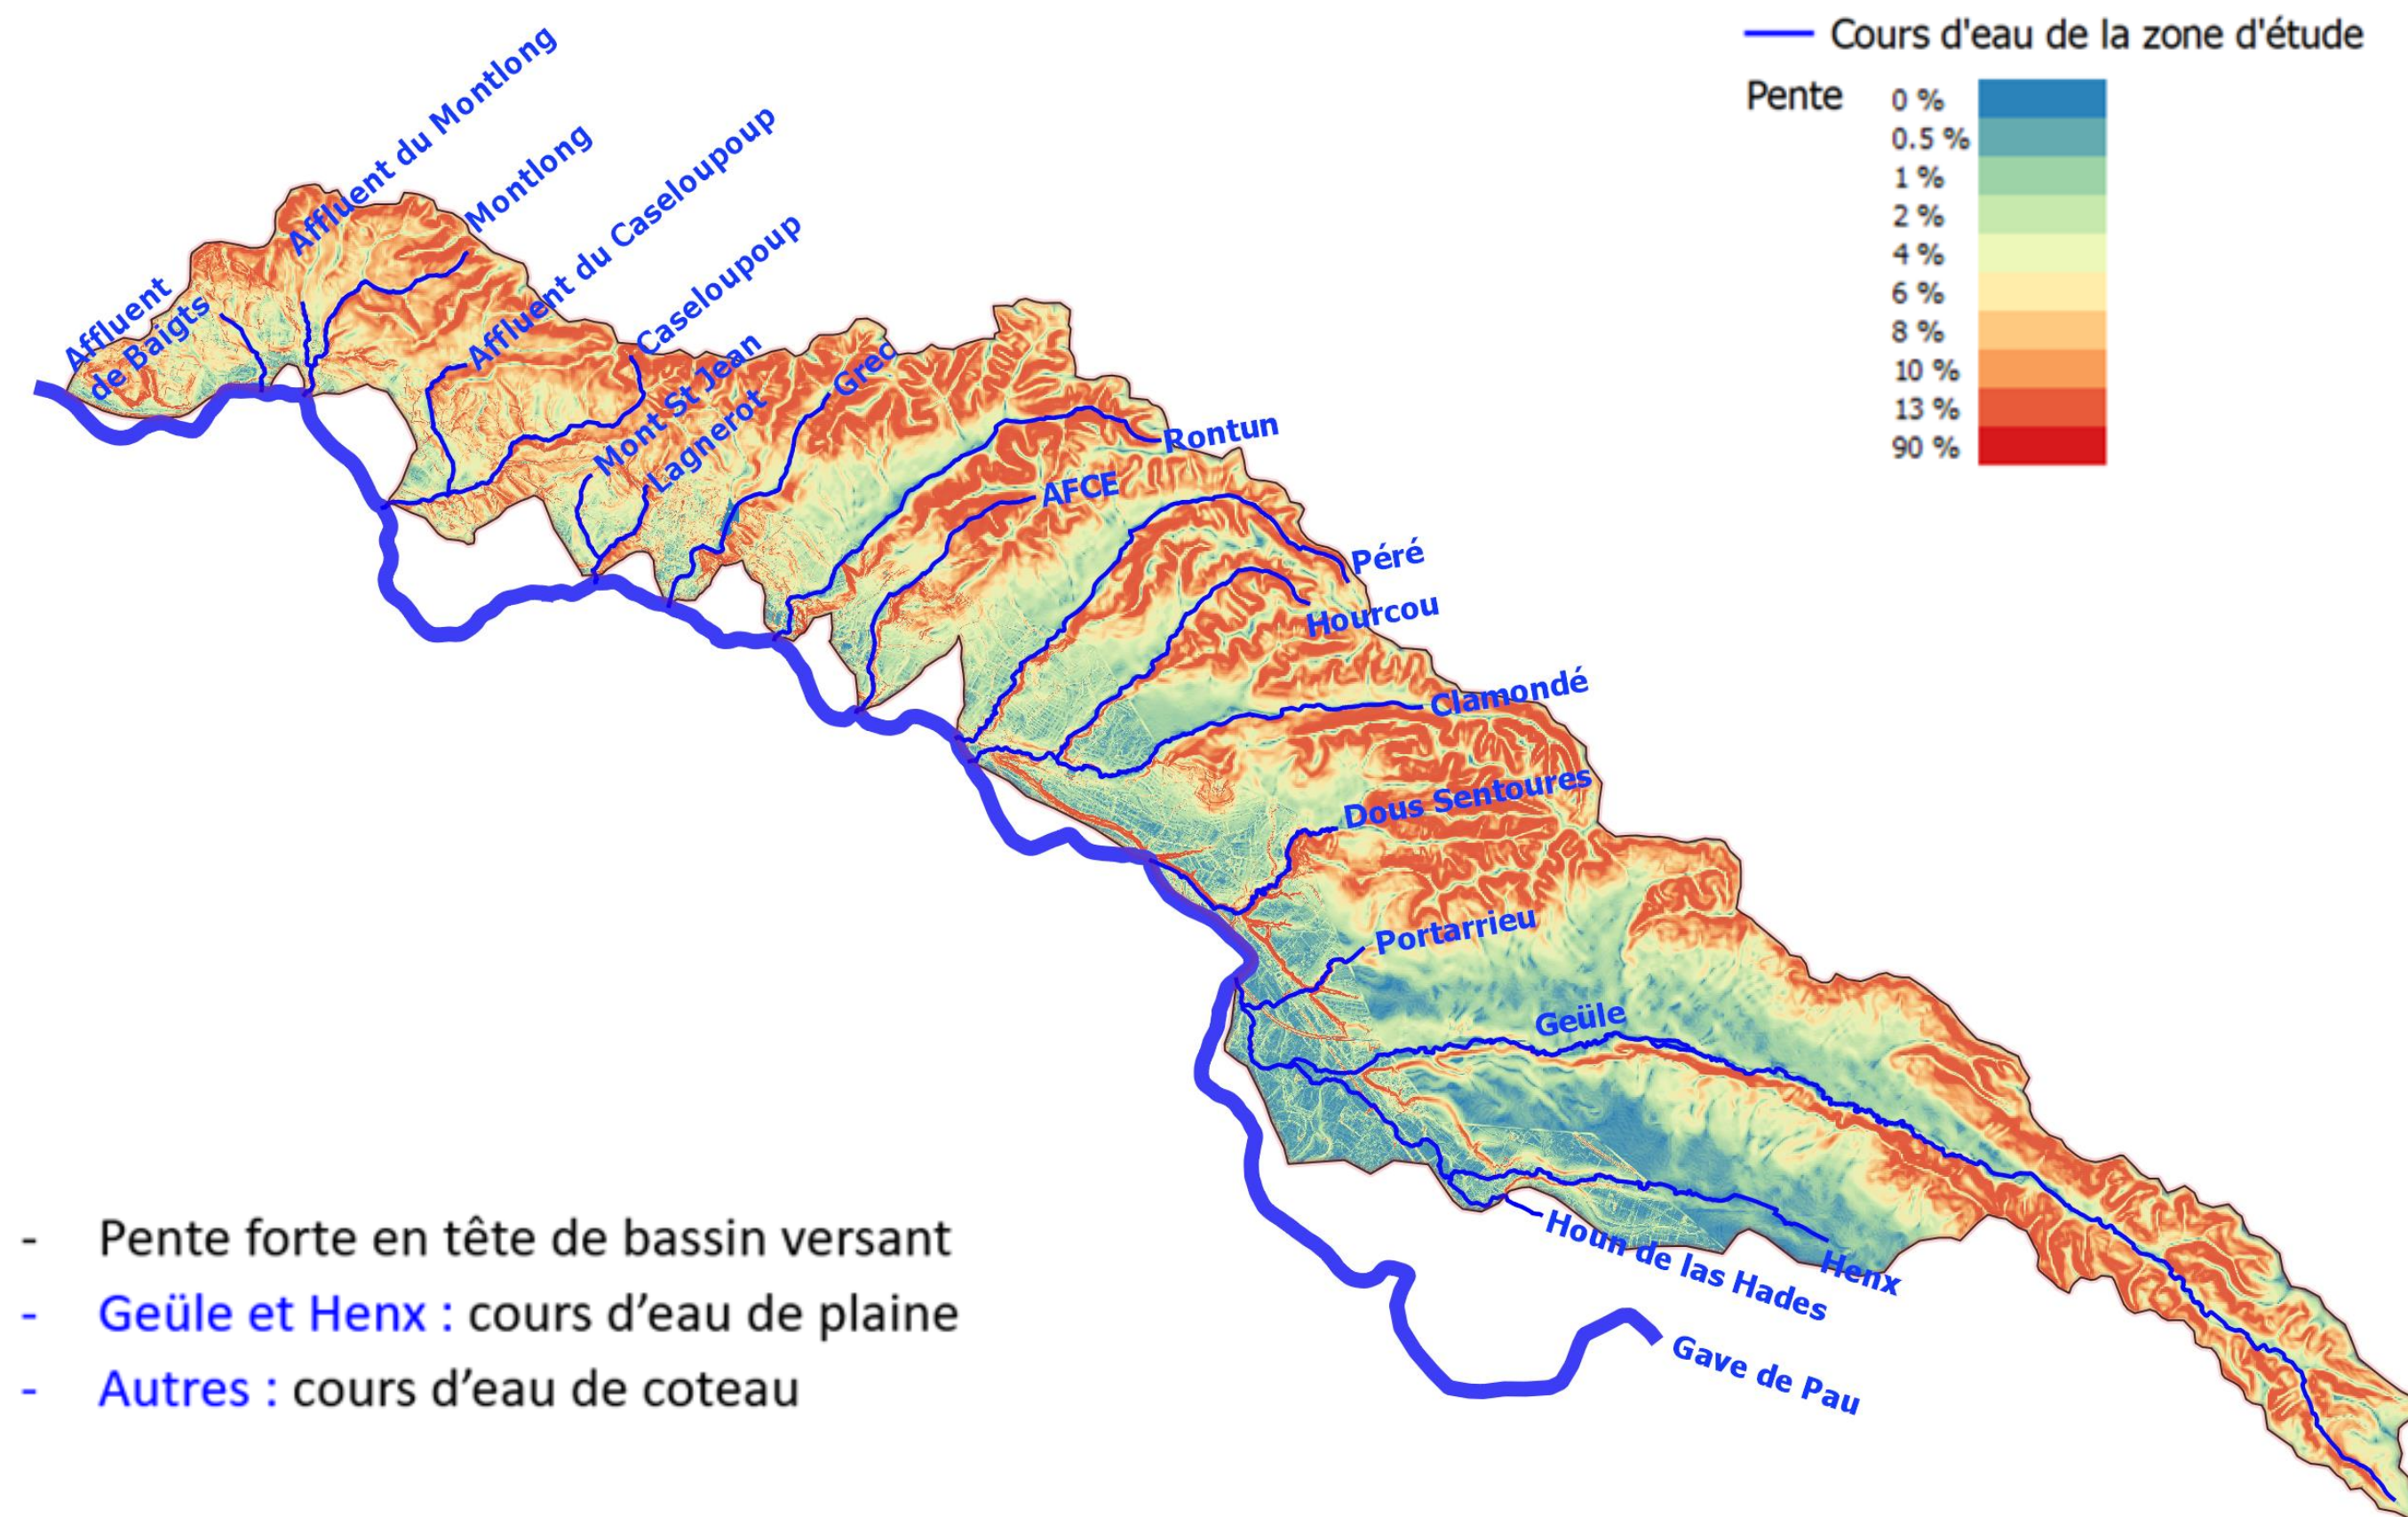 Cours d'eau de la zone d'étude
Pente
0 %
0.5 %
1 %
2 %
4 %
6 %
8 %
10 %
13 %
90 %
Affluent du Montlong
Montlong
Affluent du Caseloupoup
Caseloupoup
Affluent
de Baigts
Mont St Jean
Lagnerot
Grec
Rontun
AFCE
Péré
Hourcou
Clamondé
Dous Sentoures
Portarrieu
Geüle
Houn de las Hades
Henx
Gave de Pau
- Pente forte en tête de bassin versant
- Geüle et Henx : cours d’eau de plaine
- Autres : cours d’eau de coteau